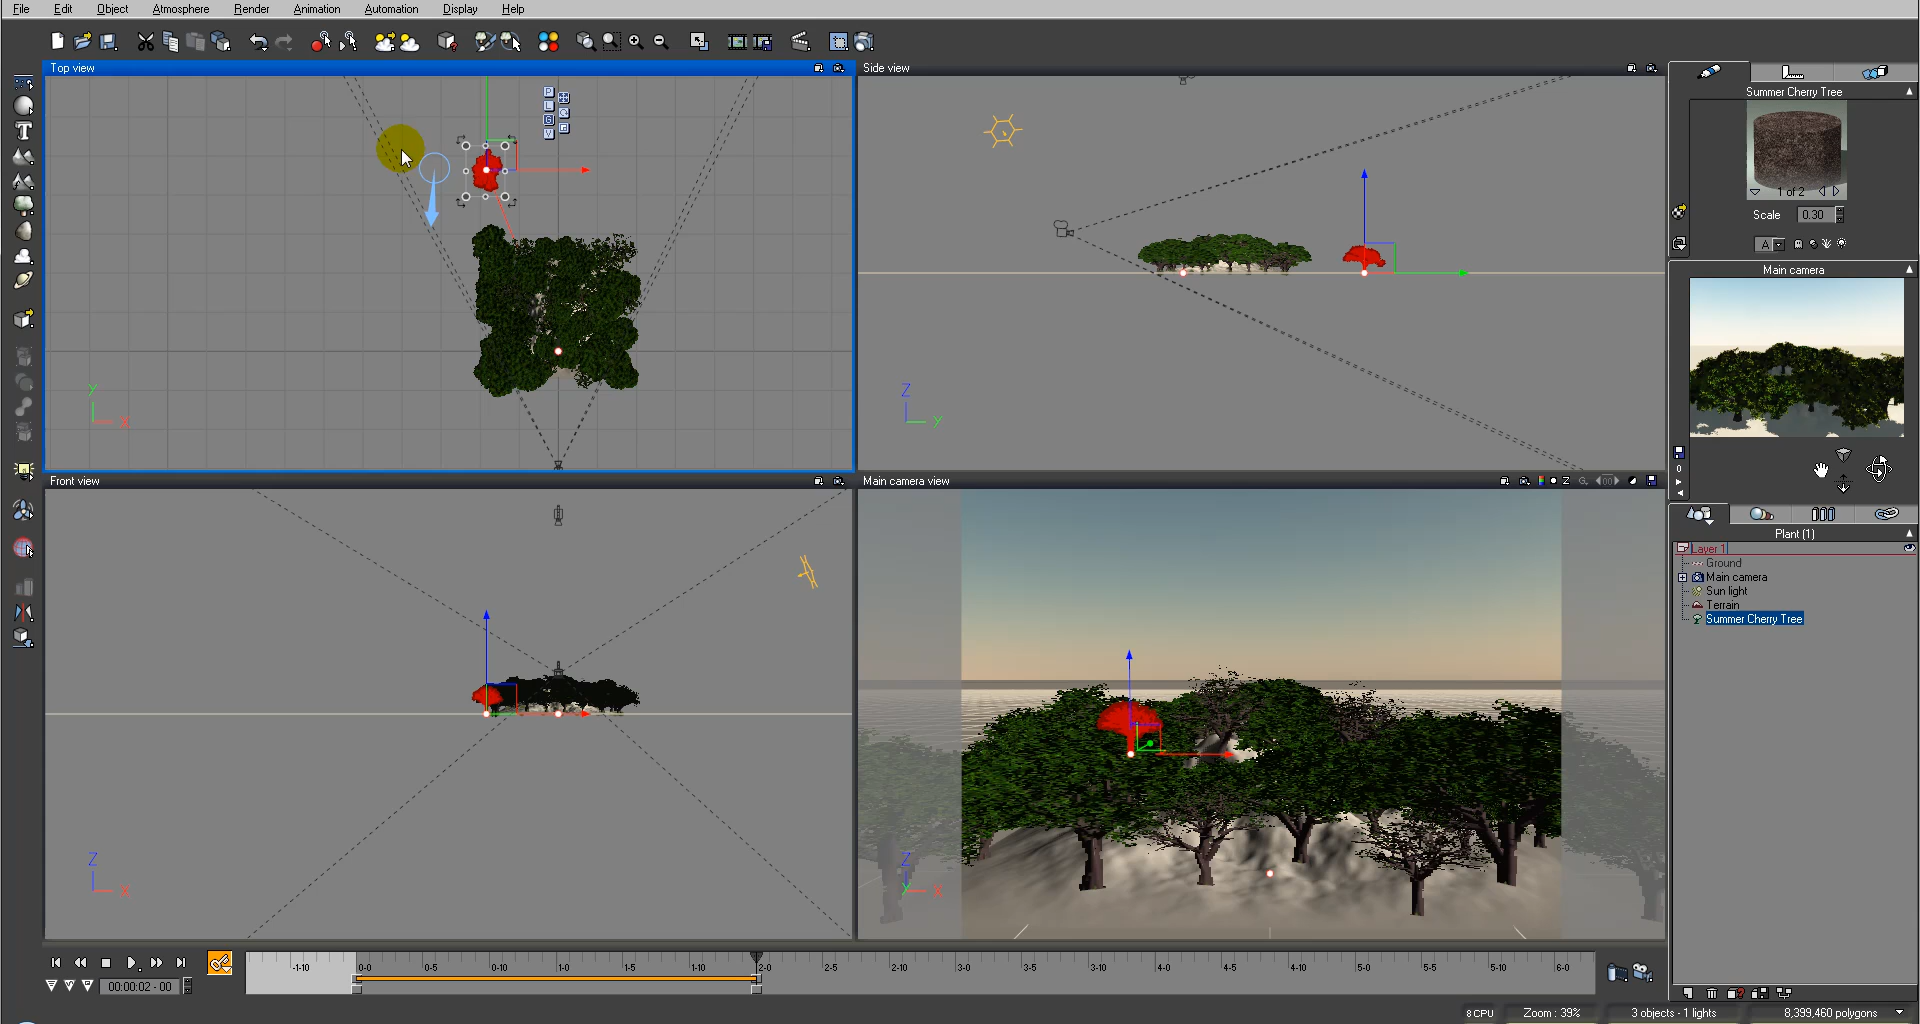 File Edit Object Atmosphere Render Animation Automation Display Help
Top view
Side view
Summer Cherry Tree
1 of 2
Scale 0.30
A
P
L
G
Main camera
Y
X
Z
Y
0
Front view
Main camera view
Z
Plant (1)
Layer 1
Ground
Main camera
Sun light
Terrain
Summer Cherry Tree
Z
X
Z
Y
X
-1-10 0-0 0-5 0-10 1-0 1-5 1-10 2-0 2-5 2-10 3-0 3-5 3-10 4-0 4-5 4-10 5-0 5-5 5-10 6-0
00:00:02 - 00
8 CPU Zoom : 39% 3 objects - 1 lights 8,399,460 polygons